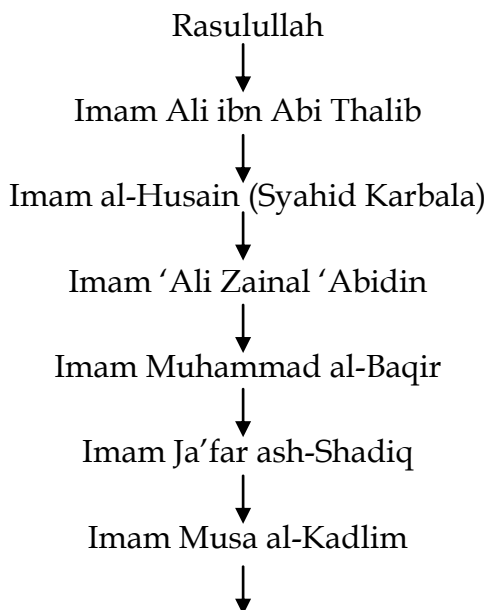 Rasulullah
Imam Ali ibn Abi Thalib
Imam al-Husain (Syahid Karbala)
Imam ‘Ali Zainal ‘Abidin
Imam Muhammad al-Baqir
Imam Ja’far ash-Shadiq
Imam Musa al-Kadlim